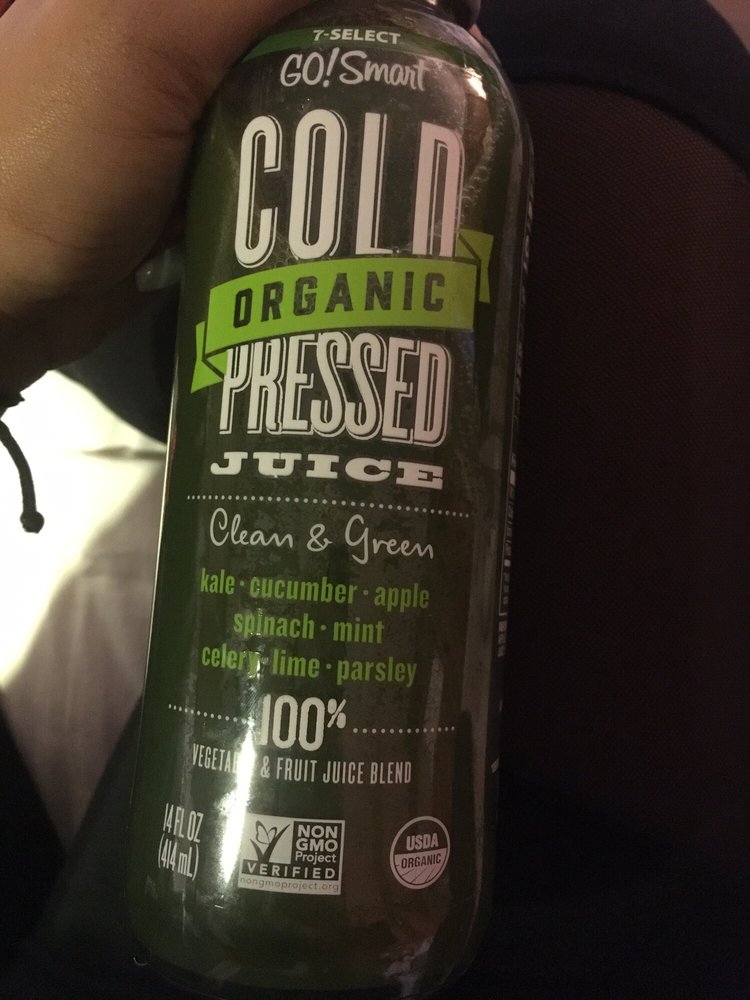 7-SELECT
GO! Smart
COLD
ORGANIC
PRESSED
JUICE
Clean & Green
kale · cucumber · apple
spinach · mint
celery · lime · parsley
100%
VEGETABLE & FRUIT JUICE BLEND
14 FL OZ
(414 mL)
NON
GMO
Project
VERIFIED
nongmoproject.org
USDA
ORGANIC